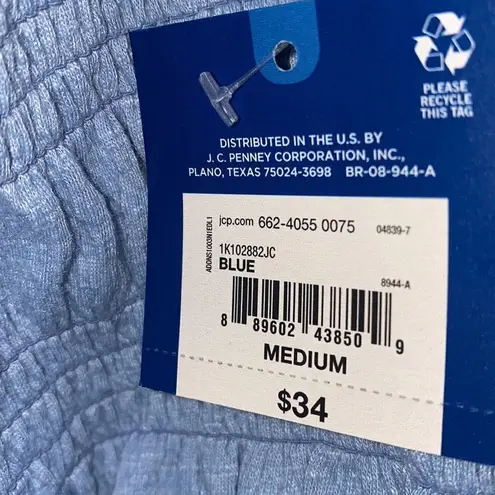 PLEASE
RECYCLE
THIS TAG
DISTRIBUTED IN THE U.S. BY
J. C. PENNEY CORPORATION, INC.,
PLANO, TEXAS 75024-3698 BR-08-944-A
jcp.com 662-4055 0075 04839-7
1K102882JC
BLUE
8944-A
8 89602 43850 9
MEDIUM
$34